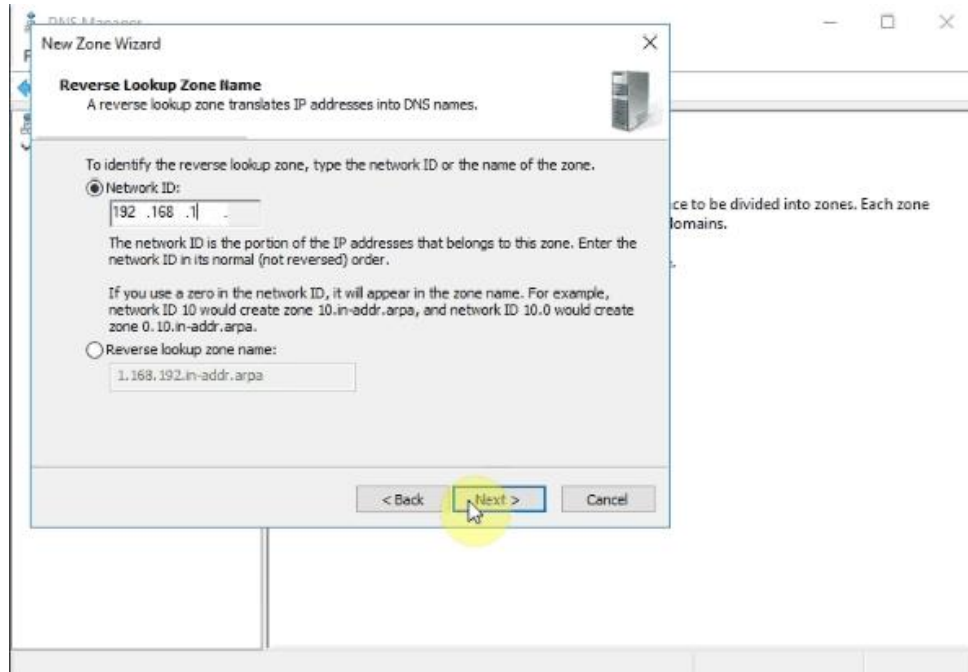 DNS Manager
New Zone Wizard
Reverse Lookup Zone Name
A reverse lookup zone translates IP addresses into DNS names.
To identify the reverse lookup zone, type the network ID or the name of the zone.
Network ID:
192 .168 .1 .
The network ID is the portion of the IP addresses that belongs to this zone. Enter the
network ID in its normal (not reversed) order.
If you use a zero in the network ID, it will appear in the zone name. For example,
network ID 10 would create zone 10.in-addr.arpa, and network ID 10.0 would create
zone 0.10.in-addr.arpa.
Reverse lookup zone name:
1.168.192.in-addr.arpa
< Back
Next >
Cancel
ce to be divided into zones. Each zone
omains.